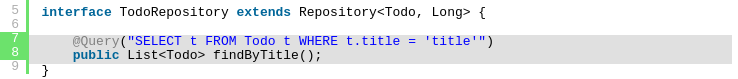 5 interface TodoRepository extends Repository<Todo, Long> {
6
7 @Query("SELECT t FROM Todo t WHERE t.title = 'title'")
8 public List<Todo> findByTitle();
9 }